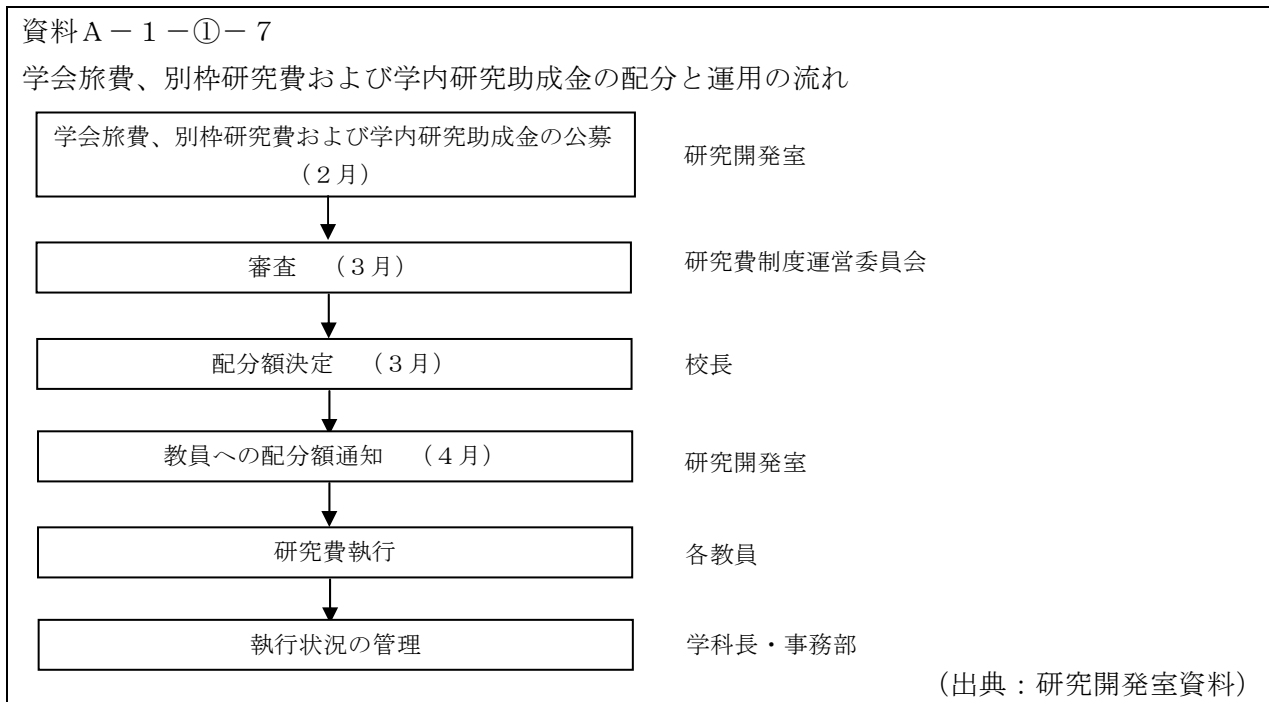 資料Ａ－１－①－７
学会旅費、別枠研究費および学内研究助成金の配分と運用の流れ
学会旅費、別枠研究費および学内研究助成金の公募
（２月）
研究開発室
審査　（３月）
研究費制度運営委員会
配分額決定　（３月）
校長
教員への配分額通知　（４月）
研究開発室
研究費執行
各教員
執行状況の管理
学科長・事務部
（出典：研究開発室資料）